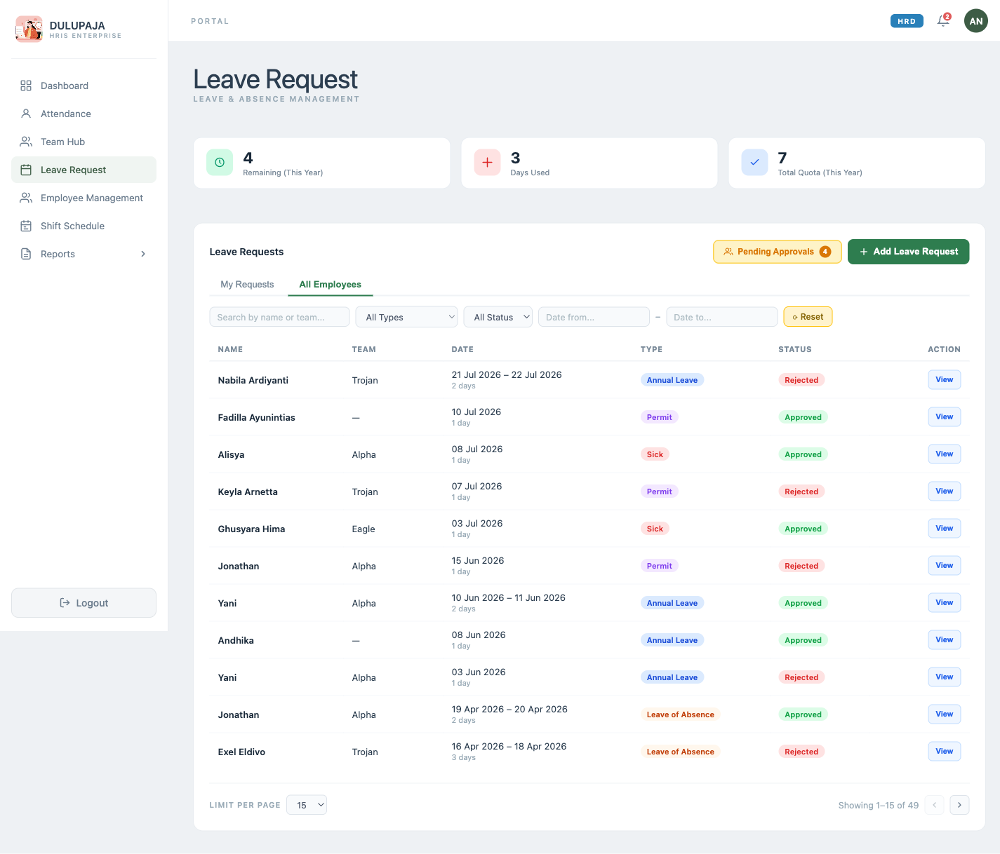 DULUPAJA
HRIS ENTERPRISE
PORTAL
HRD
2
AN
Dashboard
Attendance
Team Hub
Leave Request
Employee Management
Shift Schedule
Reports
Logout
Leave Request
LEAVE & ABSENCE MANAGEMENT
4
Remaining (This Year)
3
Days Used
7
Total Quota (This Year)
Leave Requests
Pending Approvals 4
+ Add Leave Request
My Requests
All Employees
Search by name or team...
All Types
All Status
Date from...
–
Date to...
⟳ Reset
NAME TEAM DATE TYPE STATUS ACTION
Nabila Ardiyanti Trojan 21 Jul 2026 – 22 Jul 2026 Annual Leave Rejected View
2 days
Fadilla Ayunintias — 10 Jul 2026 Permit Approved View
1 day
Alisya Alpha 08 Jul 2026 Sick Approved View
1 day
Keyla Arnetta Trojan 07 Jul 2026 Permit Rejected View
1 day
Ghusyara Hima Eagle 03 Jul 2026 Sick Approved View
1 day
Jonathan Alpha 15 Jun 2026 Permit Rejected View
1 day
Yani Alpha 10 Jun 2026 – 11 Jun 2026 Annual Leave Approved View
2 days
Andhika — 08 Jun 2026 Annual Leave Approved View
1 day
Yani Alpha 03 Jun 2026 Annual Leave Rejected View
1 day
Jonathan Alpha 19 Apr 2026 – 20 Apr 2026 Leave of Absence Approved View
2 days
Exel Eldivo Trojan 16 Apr 2026 – 18 Apr 2026 Leave of Absence Rejected View
3 days
LIMIT PER PAGE 15
Showing 1–15 of 49